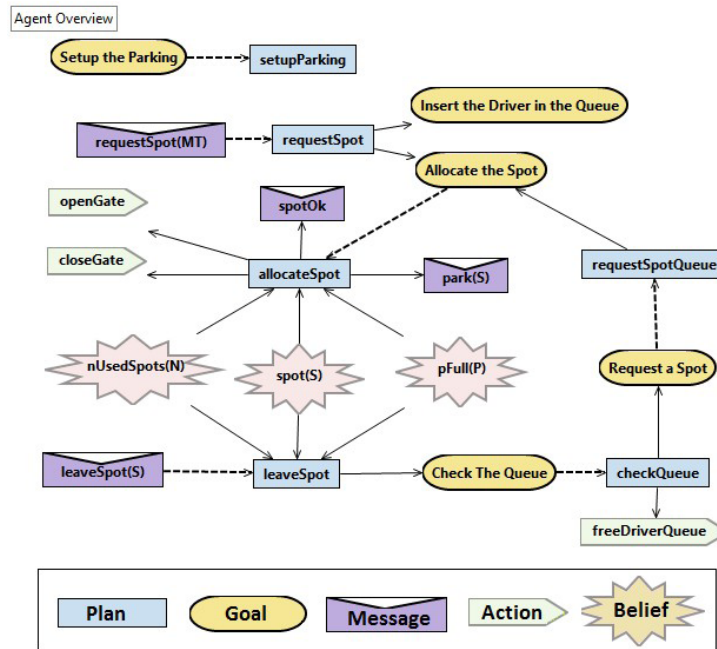 Agent Overview
Setup the Parking
setupParking
Insert the Driver in the Queue
requestSpot(MT)
requestSpot
Allocate the Spot
openGate
spotOk
closeGate
allocateSpot
park(S)
requestSpotQueue
nUsedSpots(N)
spot(S)
pFull(P)
Request a Spot
leaveSpot(S)
leaveSpot
Check The Queue
checkQueue
freeDriverQueue
Plan
Goal
Message
Action
Belief